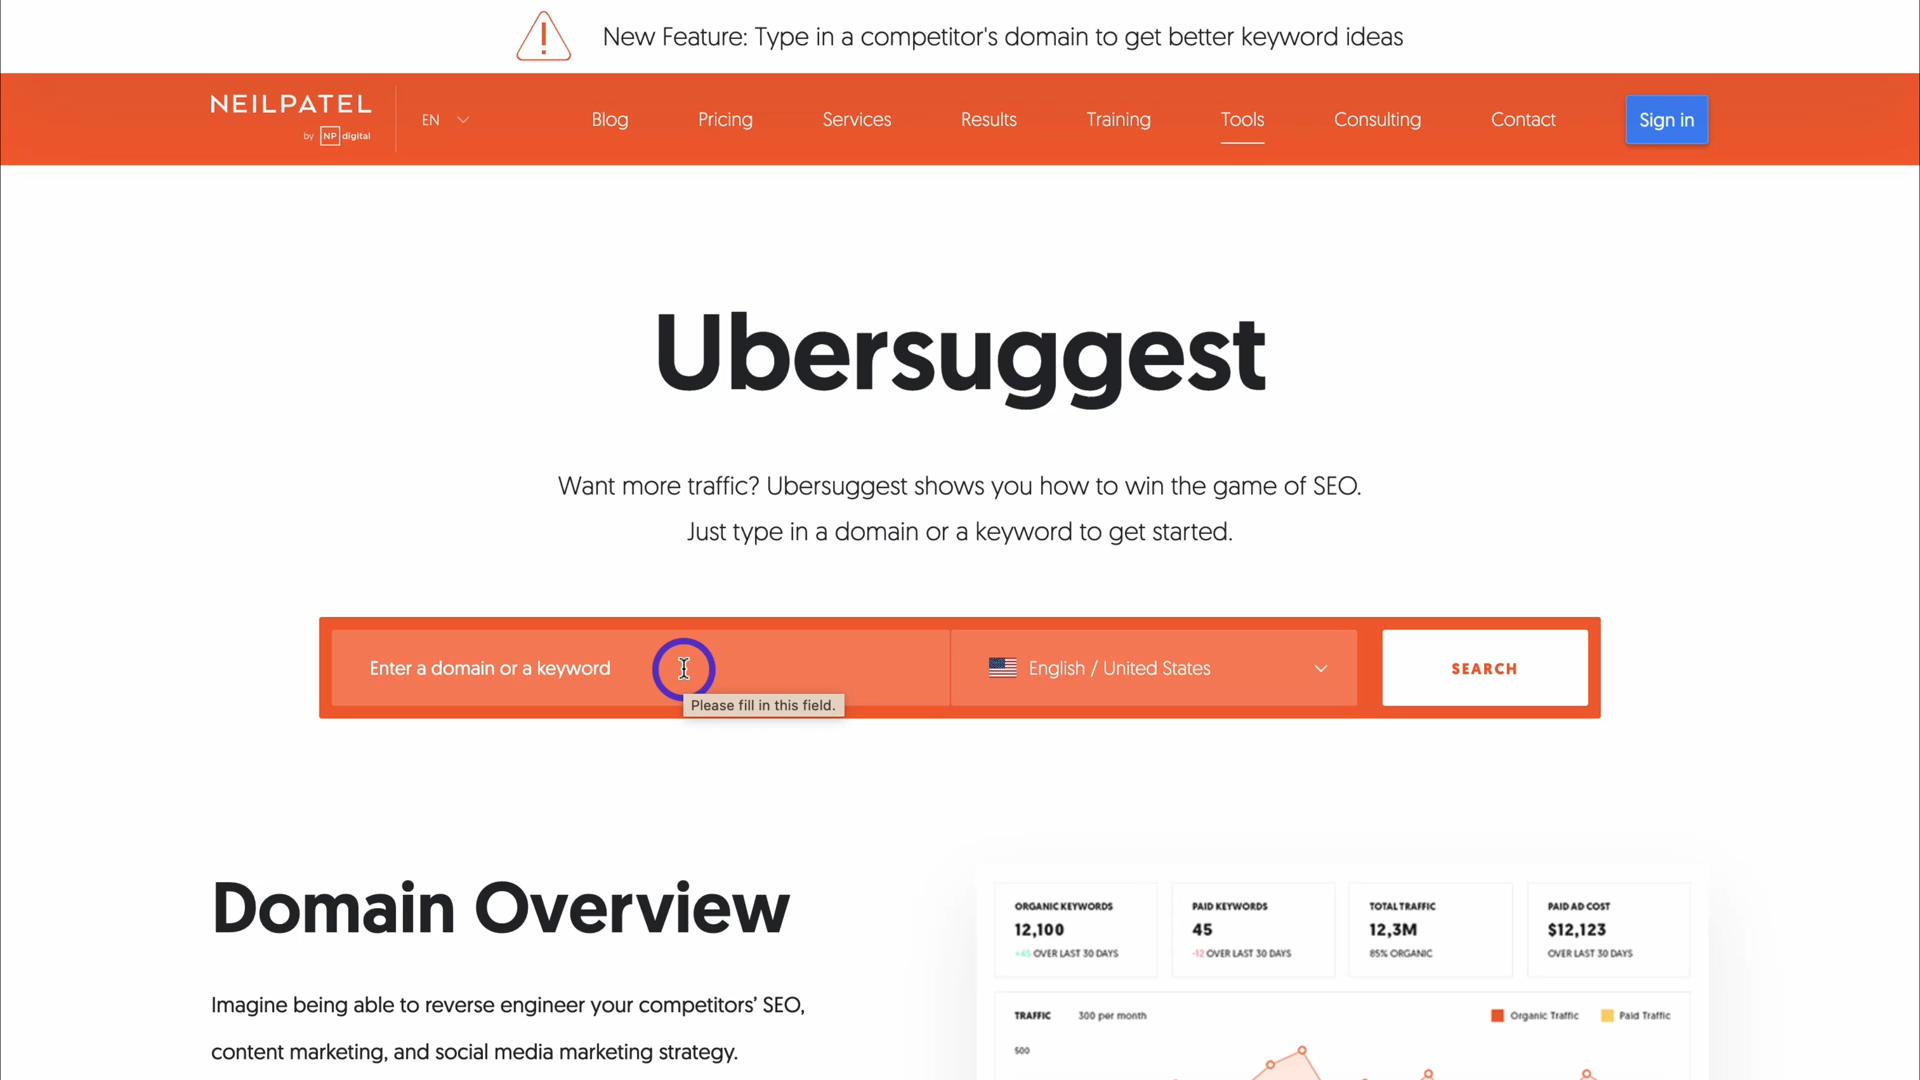 New Feature: Type in a competitor's domain to get better keyword ideas
NEILPATEL
by NP digital
EN
Blog
Pricing
Services
Results
Training
Tools
Consulting
Contact
Sign in
Ubersuggest
Want more traffic? Ubersuggest shows you how to win the game of SEO.
Just type in a domain or a keyword to get started.
Enter a domain or a keyword
English / United States
SEARCH
Please fill in this field.
Domain Overview
Imagine being able to reverse engineer your competitors' SEO,
content marketing, and social media marketing strategy.
ORGANIC KEYWORDS
12,100
+45 OVER LAST 30 DAYS
PAID KEYWORDS
45
-12 OVER LAST 30 DAYS
TOTAL TRAFFIC
12,3M
85% ORGANIC
PAID AD COST
$12,123
OVER LAST 30 DAYS
TRAFFIC
300 per month
Organic Traffic
Paid Traffic
500